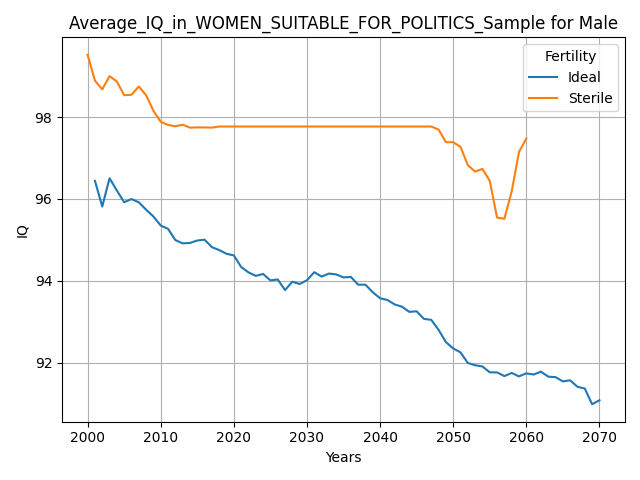 Average_IQ_in_WOMEN_SUITABLE_FOR_POLITICS_Sample for Male
Fertility
Ideal
Sterile
98
96
94
92
IQ
2000 2010 2020 2030 2040 2050 2060 2070
Years